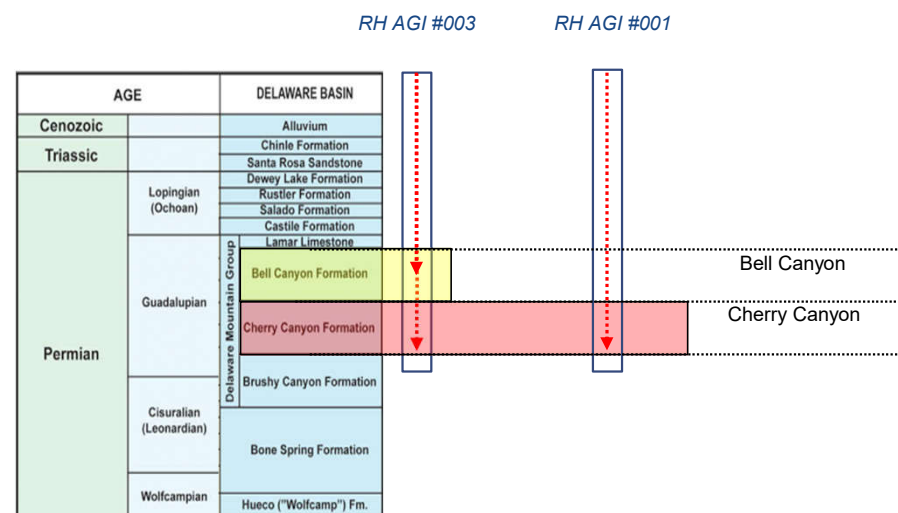 RH AGI #003
RH AGI #001
AGE
DELAWARE BASIN
Cenozoic
Alluvium
Triassic
Chinle Formation
Santa Rosa Sandstone
Permian
Lopingian
(Ochoan)
Dewey Lake Formation
Rustler Formation
Salado Formation
Castile Formation
Guadalupian
Delaware Mountain Group
Lamar Limestone
Bell Canyon Formation
Bell Canyon
Cherry Canyon Formation
Cherry Canyon
Brushy Canyon Formation
Cisuralian
(Leonardian)
Bone Spring Formation
Wolfcampian
Hueco ("Wolfcamp") Fm.